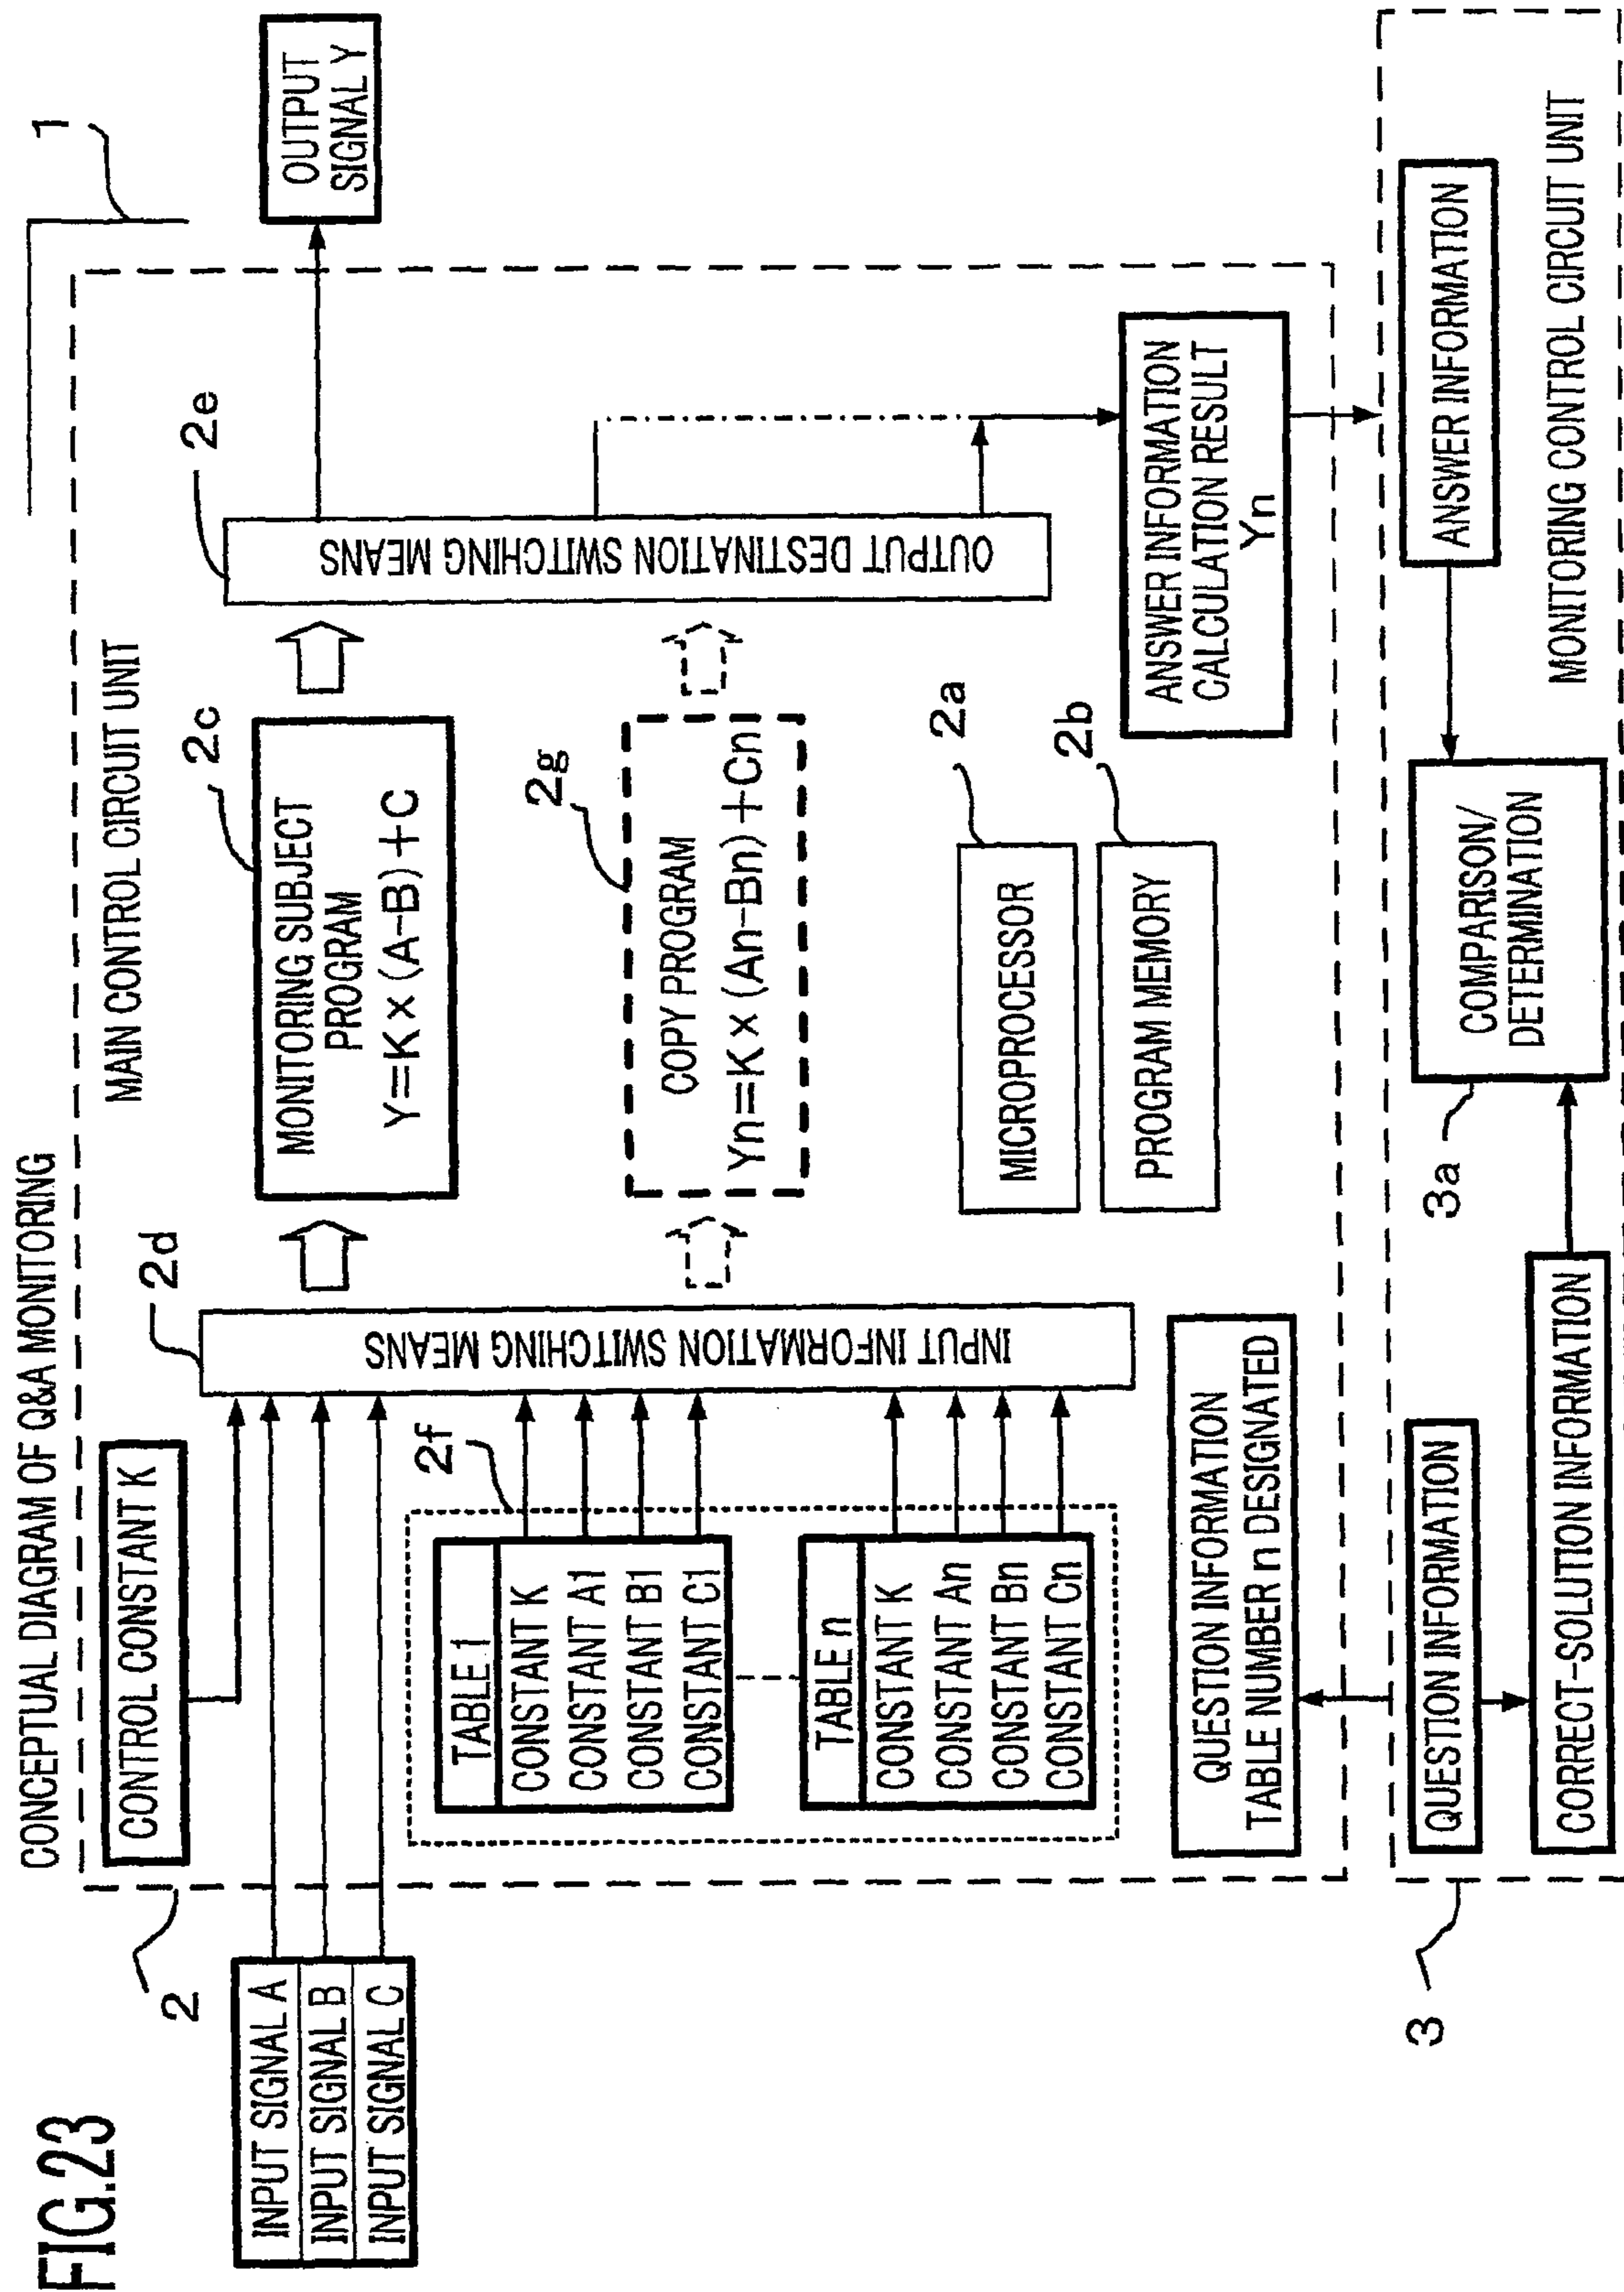 FIG.23
CONCEPTUAL DIAGRAM OF Q&A MONITORING
1
2
MAIN CONTROL CIRCUIT UNIT
CONTROL CONSTANT K
INPUT SIGNAL A
INPUT SIGNAL B
INPUT SIGNAL C
2d
INPUT INFORMATION SWITCHING MEANS
2c
MONITORING SUBJECT
PROGRAM
Y=K×(A-B)+C
2e
OUTPUT DESTINATION SWITCHING MEANS
OUTPUT
SIGNAL Y
2f
TABLE 1
CONSTANT K
CONSTANT A1
CONSTANT B1
CONSTANT C1
TABLE n
CONSTANT K
CONSTANT An
CONSTANT Bn
CONSTANT Cn
2g
COPY PROGRAM
Yn=K×(An-Bn)+Cn
2a
MICROPROCESSOR
2b
PROGRAM MEMORY
QUESTION INFORMATION
TABLE NUMBER n DESIGNATED
ANSWER INFORMATION
CALCULATION RESULT
Yn
3
QUESTION INFORMATION
CORRECT-SOLUTION INFORMATION
3a
COMPARISON/
DETERMINATION
ANSWER INFORMATION
MONITORING CONTROL CIRCUIT UNIT